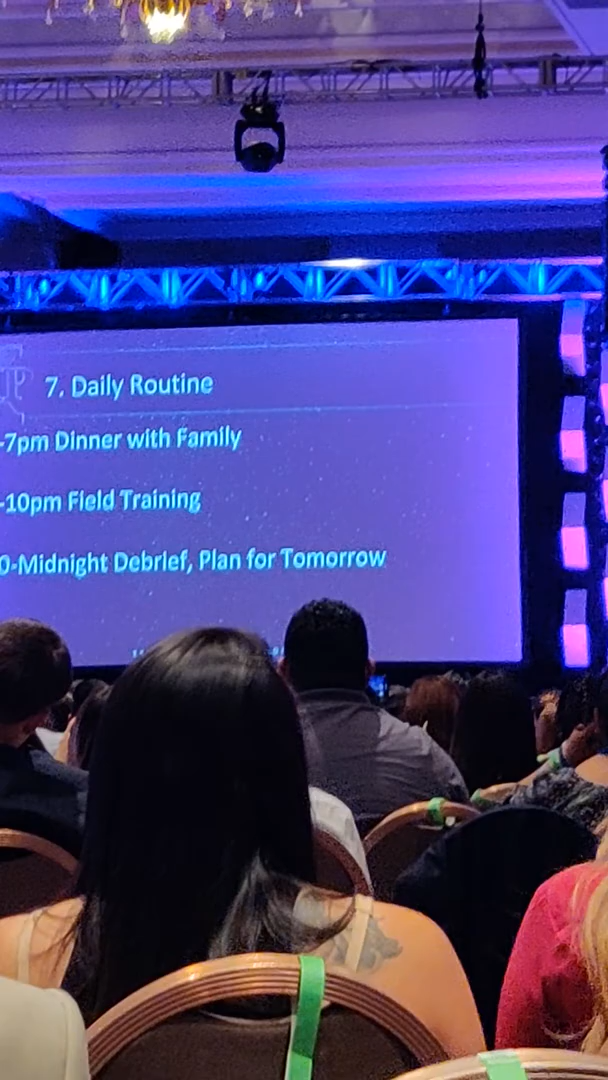 7. Daily Routine
-7pm Dinner with Family
-10pm Field Training
0-Midnight Debrief, Plan for Tomorrow